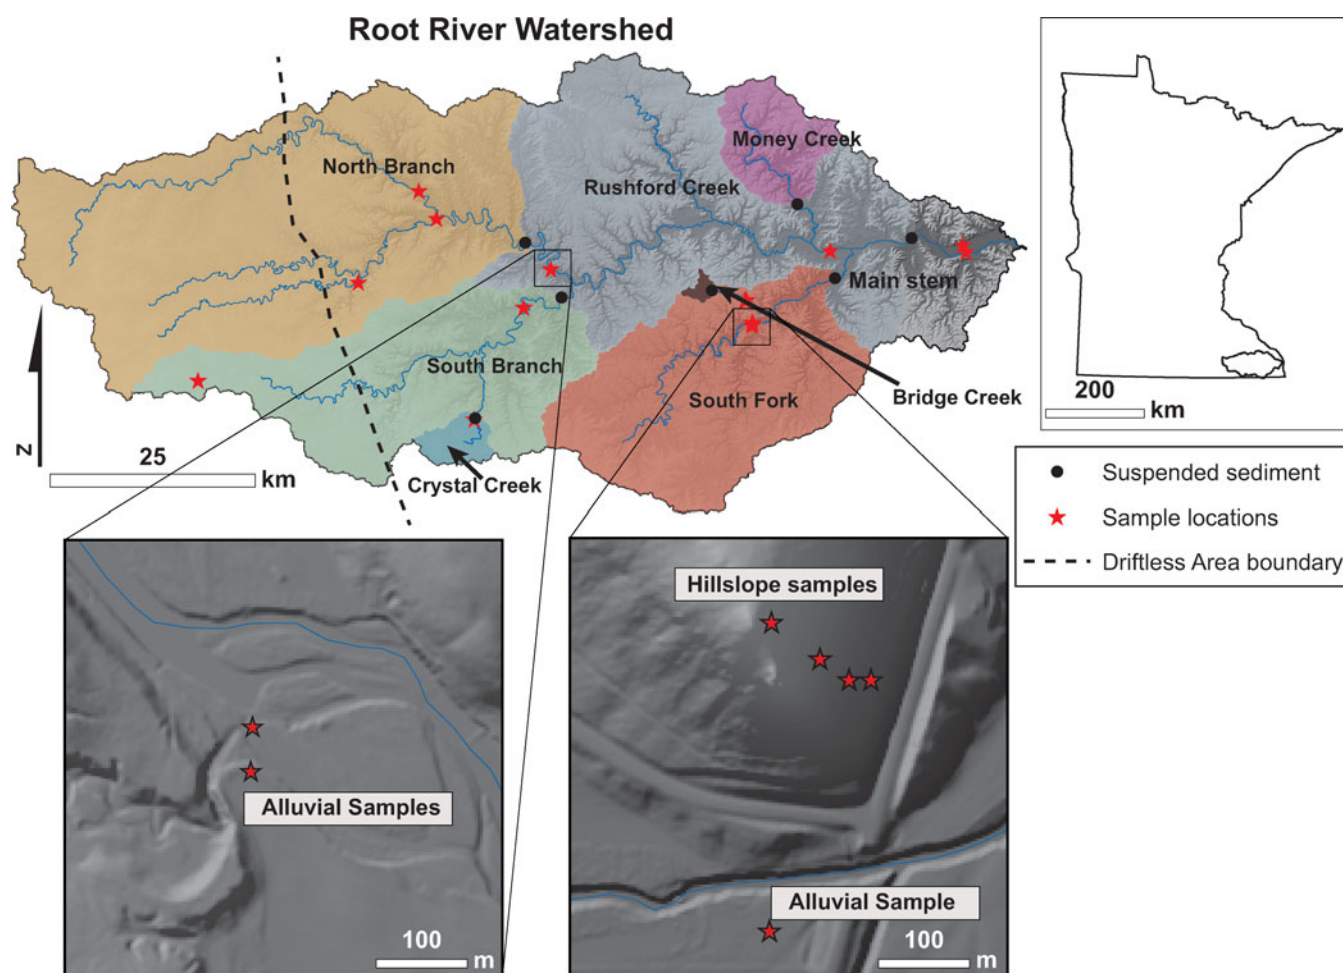 Root River Watershed
Money Creek
North Branch
Rushford Creek
Main stem
South Branch
South Fork
Bridge Creek
Crystal Creek
N
25
km
200
km
Suspended sediment
Sample locations
Driftless Area boundary
Hillslope samples
Alluvial Samples
Alluvial Sample
100
m
100
m